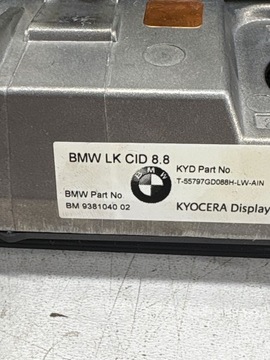 BMW LK CID 8.8
KYD Part No
T-55797GD088H-LW-AIN
BMW
BMW Part No
BM 9381040 02
KYOCERA Display